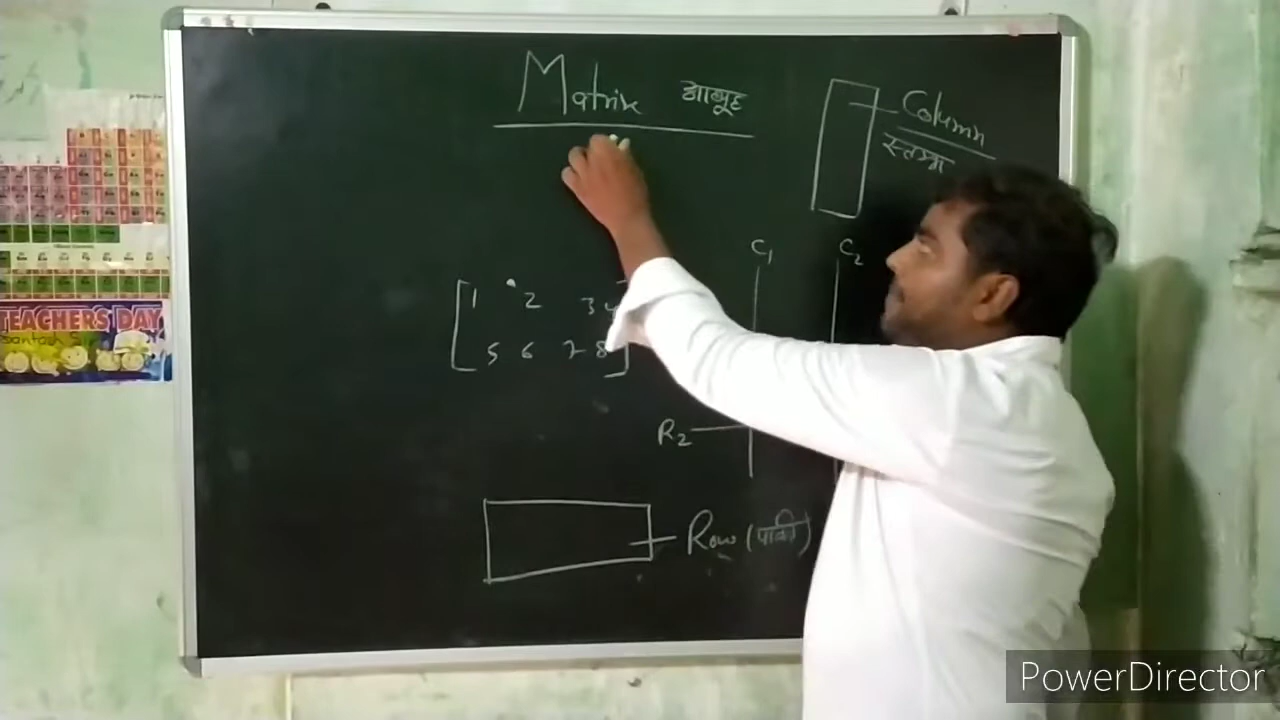 Matrix आव्यूह
Column
स्तम्भ
C₁ C₂
1 2 3 4
5 6 7 8
R₂
Row (पंक्ति)
TEACHERS DAY
PowerDirector